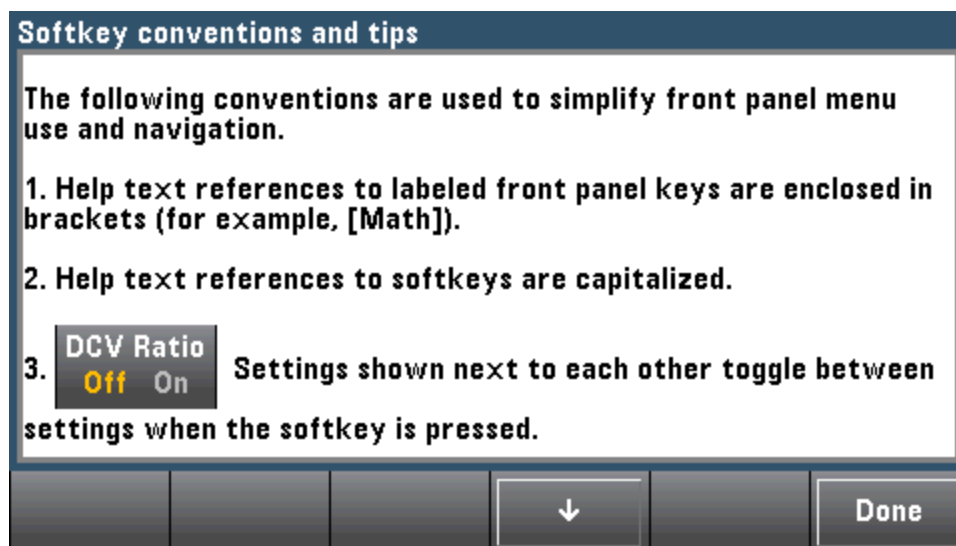 Softkey conventions and tips
The following conventions are used to simplify front panel menu
use and navigation.
1. Help text references to labeled front panel keys are enclosed in
brackets (for example, [Math]).
2. Help text references to softkeys are capitalized.
3. DCV Ratio
Off On Settings shown next to each other toggle between
settings when the softkey is pressed.
↓ Done